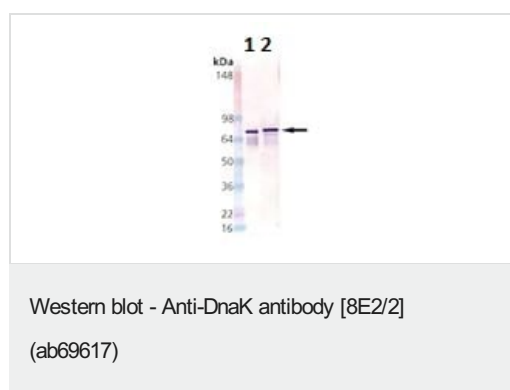 1 2
kDa
148
98
64
50
36
22
16
Western blot - Anti-DnaK antibody [8E2/2]
(ab69617)